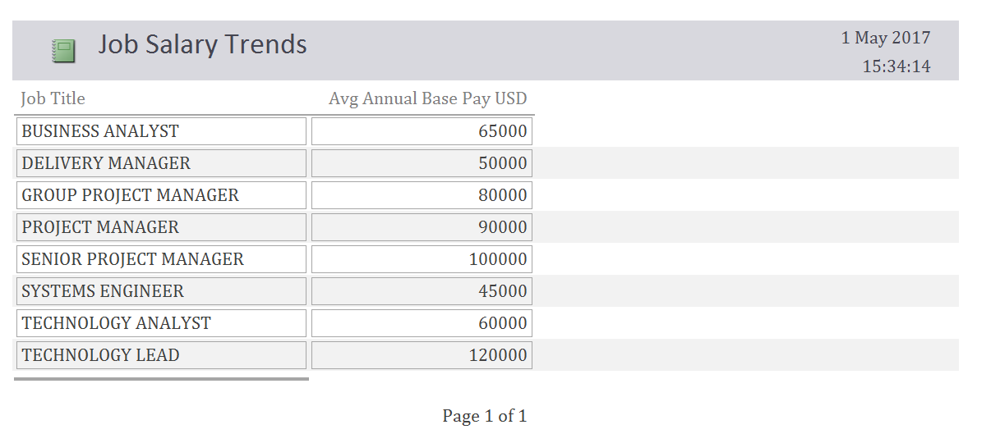 Job Salary Trends
1 May 2017
15:34:14
Job Title Avg Annual Base Pay USD
BUSINESS ANALYST 65000
DELIVERY MANAGER 50000
GROUP PROJECT MANAGER 80000
PROJECT MANAGER 90000
SENIOR PROJECT MANAGER 100000
SYSTEMS ENGINEER 45000
TECHNOLOGY ANALYST 60000
TECHNOLOGY LEAD 120000
Page 1 of 1